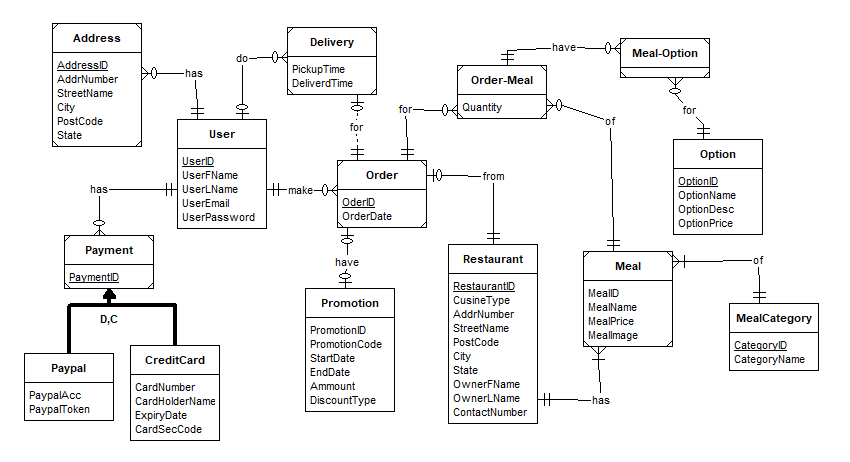 Address
AddressID
AddrNumber
StreetName
City
PostCode
State
has
do
Delivery
PickupTime
DeliverdTime
for
User
UserID
UserFName
UserLName
UserEmail
UserPassword
make
Order
OderID
OrderDate
for
Order-Meal
Quantity
have
Meal-Option
for
Option
OptionID
OptionName
OptionDesc
OptionPrice
of
from
has
Payment
PaymentID
D,C
Paypal
PaypalAcc
PaypalToken
CreditCard
CardNumber
CardHolderName
ExpiryDate
CardSecCode
have
Promotion
PromotionID
PromotionCode
StartDate
EndDate
Ammount
DiscountType
Restaurant
RestaurantID
CusineType
AddrNumber
StreetName
PostCode
City
State
OwnerFName
OwnerLName
ContactNumber
has
Meal
MealID
MealName
MealPrice
MealImage
of
MealCategory
CategoryID
CategoryName